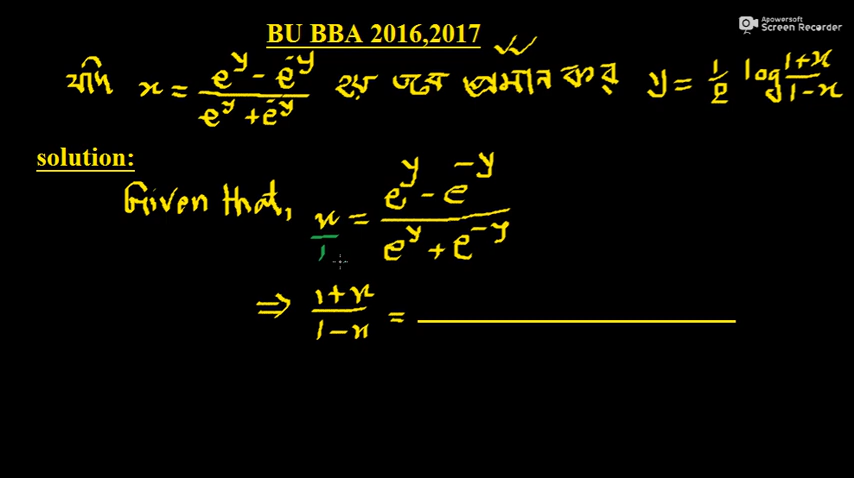 BU BBA 2016,2017
Apowersoft
Screen Recorder
যদি x = (e^y - e^-y)/(e^y + e^-y) হয় তবে প্রমান কর y = 1/2 log (1+x)/(1-x)
solution:
Given that, x/1 = (e^y - e^-y)/(e^y + e^-y)
⇒ (1+x)/(1-x) =